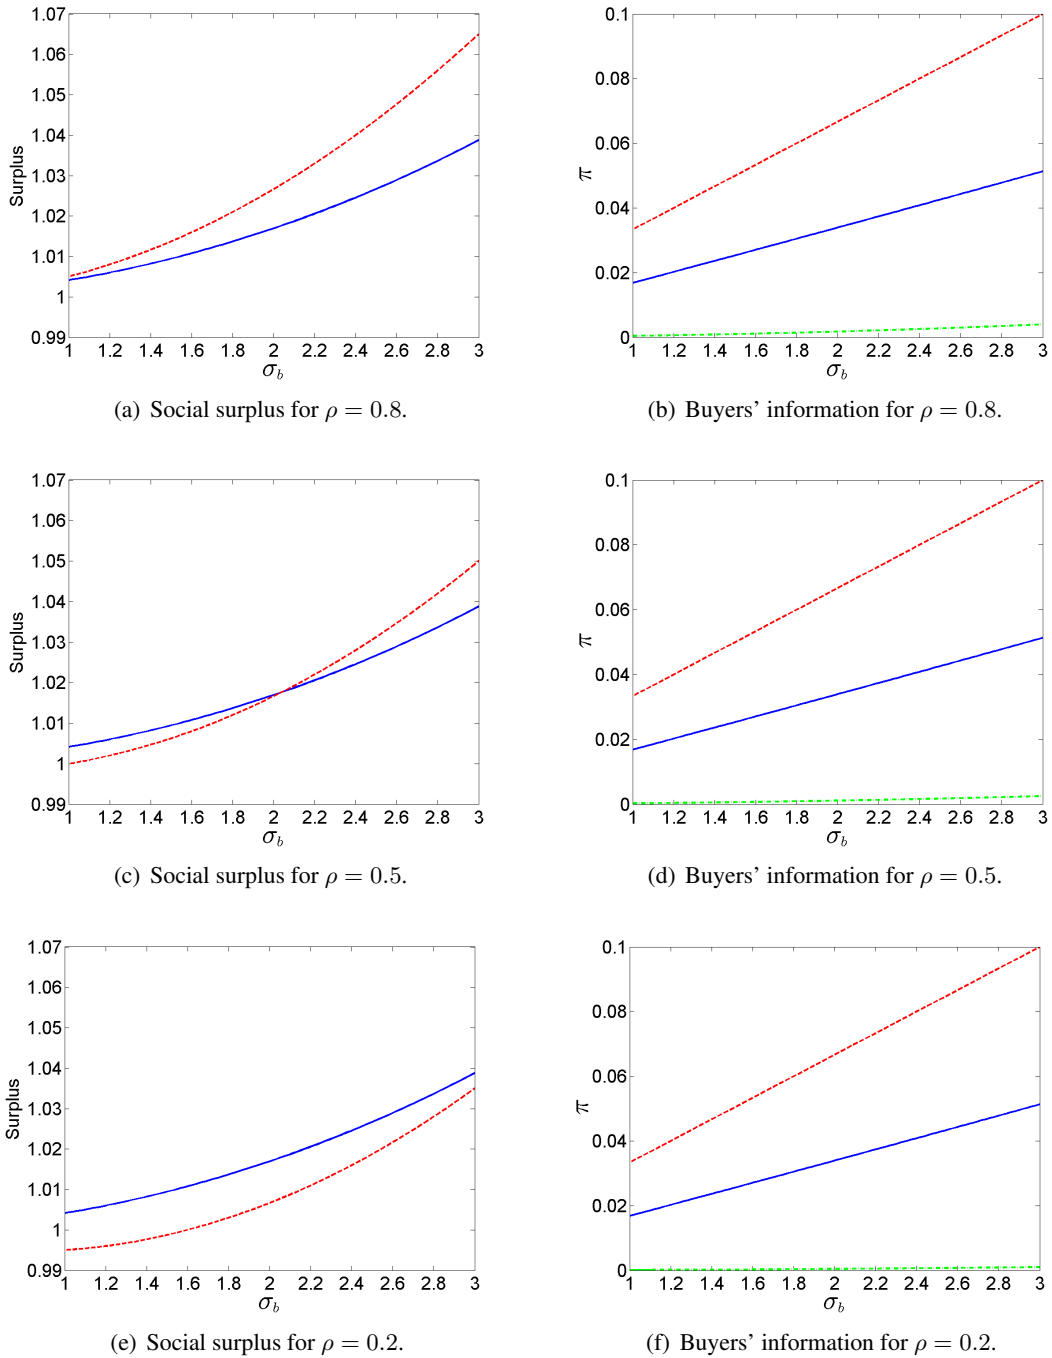 1.07
1.06
1.05
1.04
1.03
1.02
1.01
1
0.99
Surplus
1 1.2 1.4 1.6 1.8 2 2.2 2.4 2.6 2.8 3
σ_b
(a) Social surplus for ρ = 0.8.
0.1
0.08
0.06
0.04
0.02
0
π
1 1.2 1.4 1.6 1.8 2 2.2 2.4 2.6 2.8 3
σ_b
(b) Buyers’ information for ρ = 0.8.
1.07
1.06
1.05
1.04
1.03
1.02
1.01
1
0.99
Surplus
1 1.2 1.4 1.6 1.8 2 2.2 2.4 2.6 2.8 3
σ_b
(c) Social surplus for ρ = 0.5.
0.1
0.08
0.06
0.04
0.02
0
π
1 1.2 1.4 1.6 1.8 2 2.2 2.4 2.6 2.8 3
σ_b
(d) Buyers’ information for ρ = 0.5.
1.07
1.06
1.05
1.04
1.03
1.02
1.01
1
0.99
Surplus
1 1.2 1.4 1.6 1.8 2 2.2 2.4 2.6 2.8 3
σ_b
(e) Social surplus for ρ = 0.2.
0.1
0.08
0.06
0.04
0.02
0
π
1 1.2 1.4 1.6 1.8 2 2.2 2.4 2.6 2.8 3
σ_b
(f) Buyers’ information for ρ = 0.2.